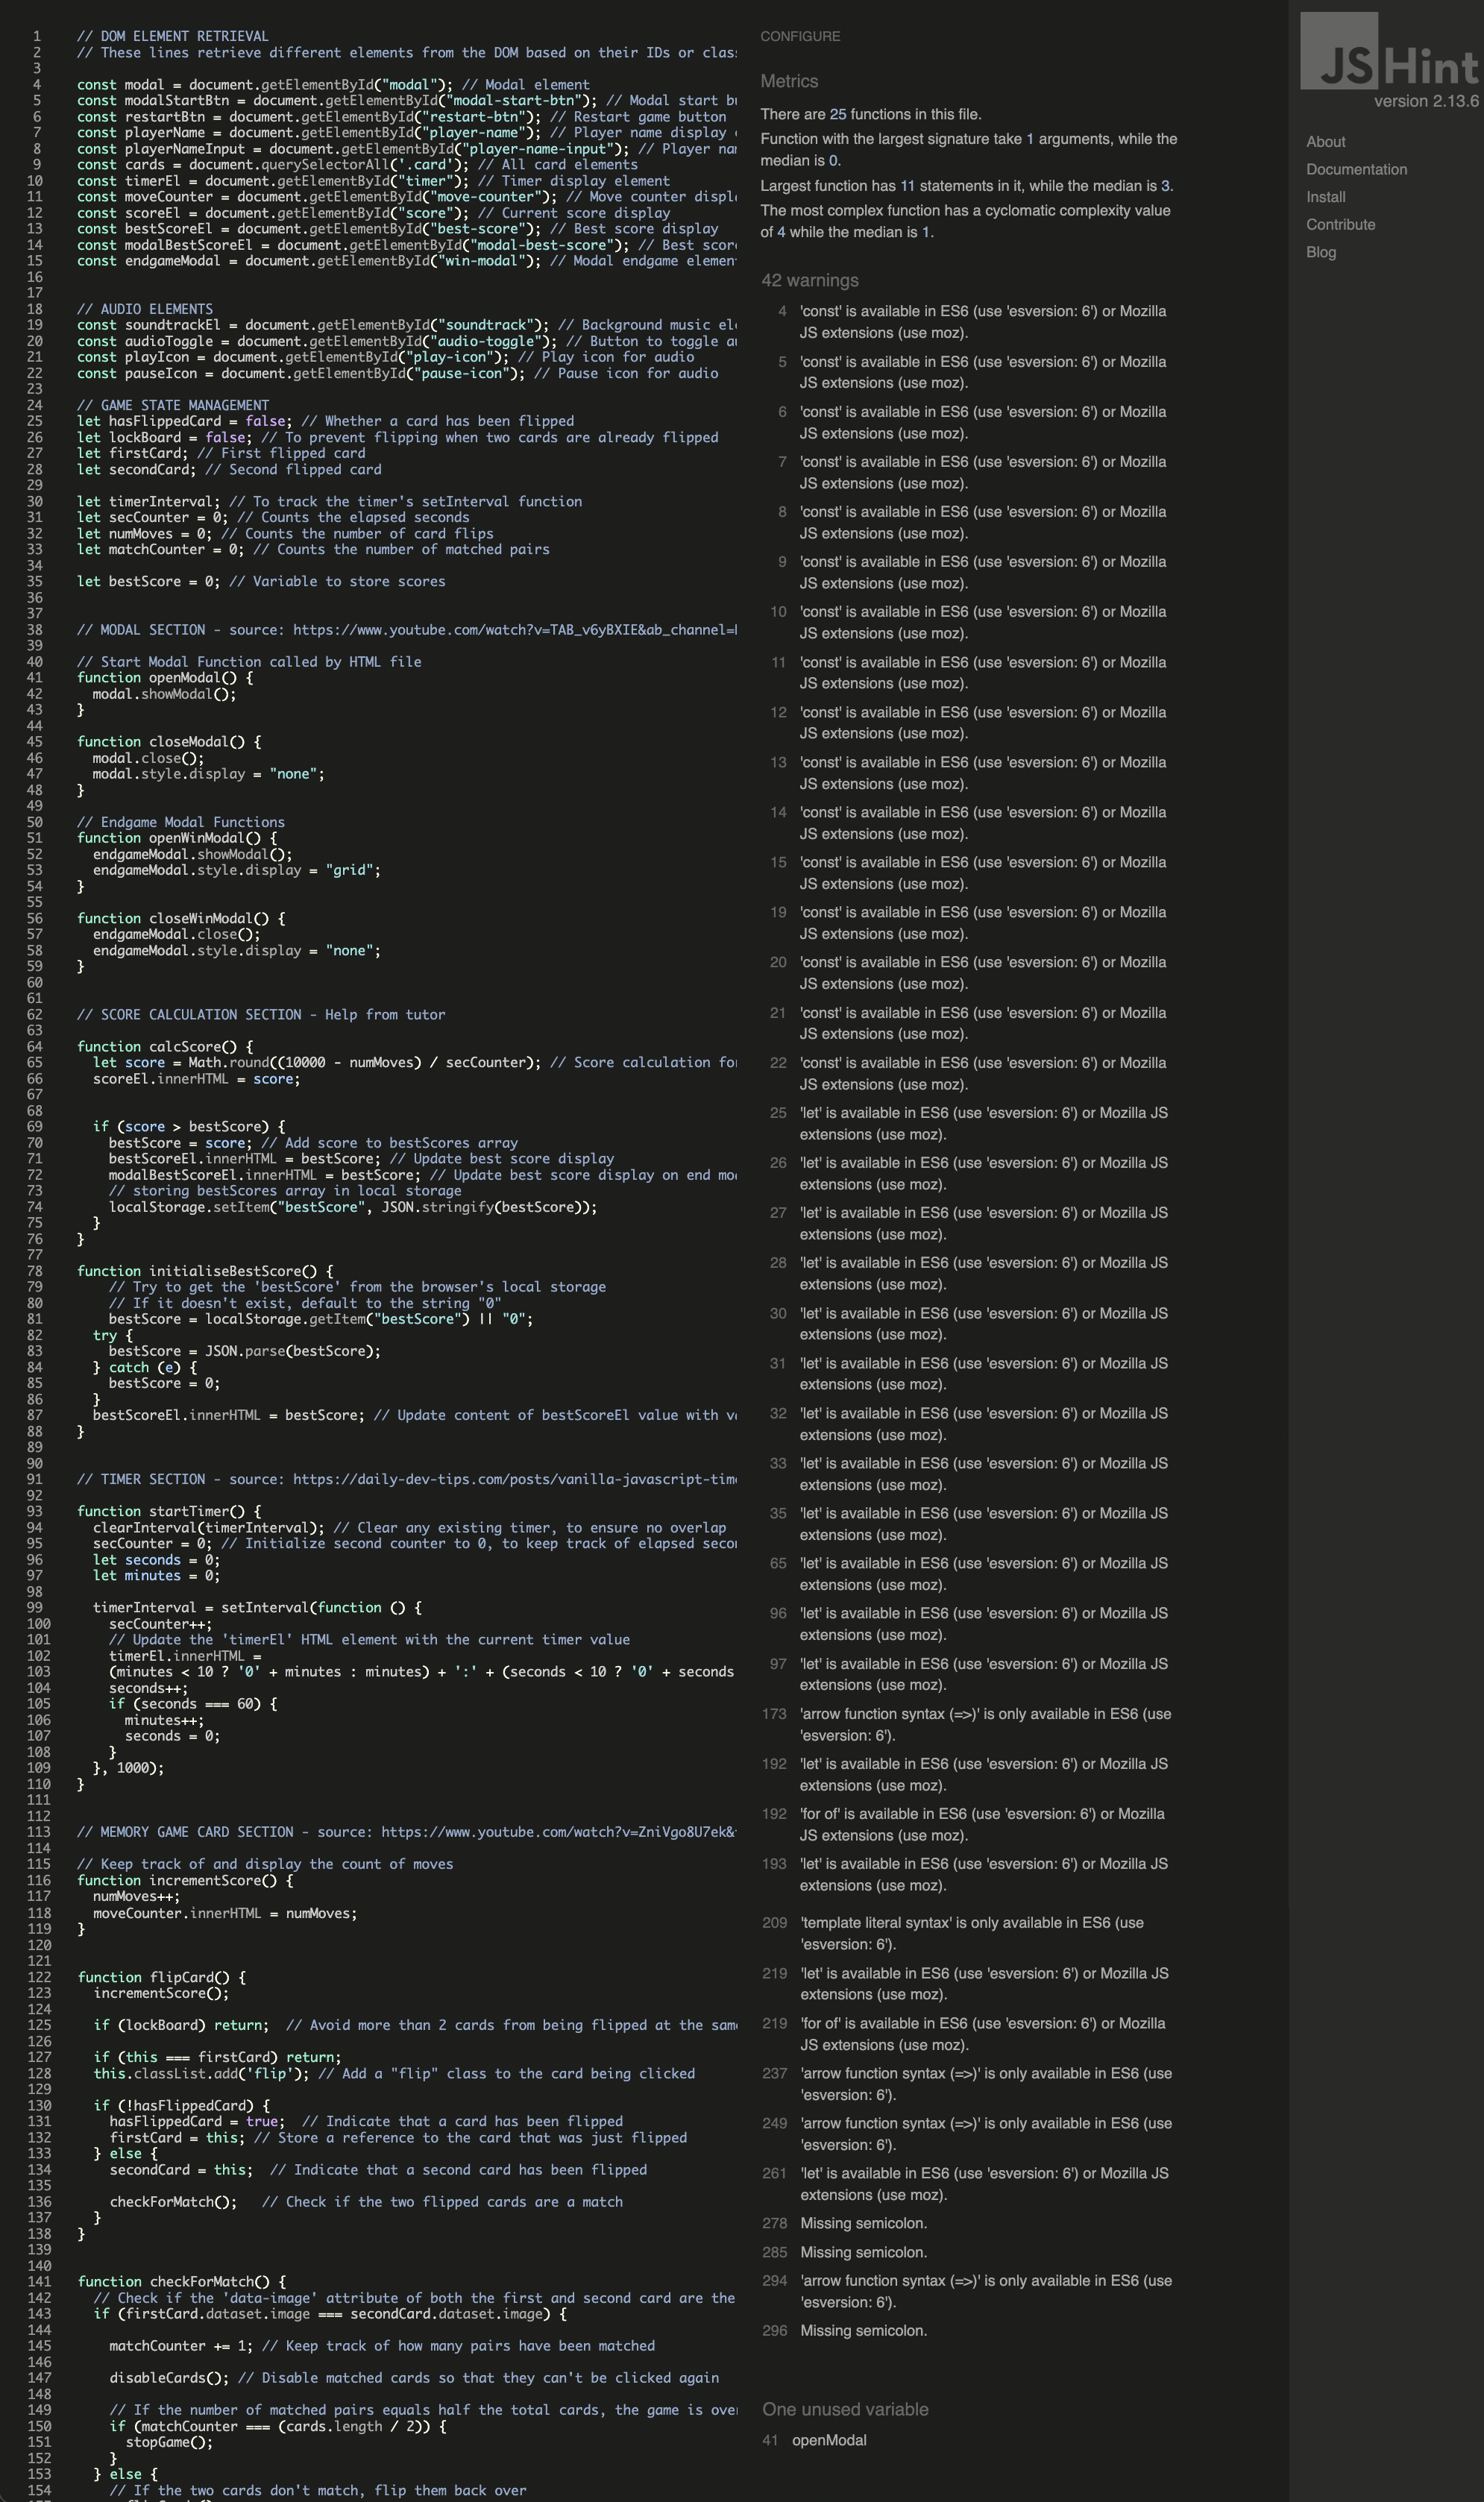 1 // DOM ELEMENT RETRIEVAL
2 // These lines retrieve different elements from the DOM based on their IDs or clas
3
4 const modal = document.getElementById("modal"); // Modal element
5 const modalStartBtn = document.getElementById("modal-start-btn"); // Modal start
6 const restartBtn = document.getElementById("restart-btn"); // Restart game button
7 const playerName = document.getElementById("player-name"); // Player name display
8 const playerNameInput = document.getElementById("player-name-input"); // Player
9 const cards = document.querySelectorAll('.card'); // All card elements
10 const timerEl = document.getElementById("timer"); // Timer display element
11 const moveCounter = document.getElementById("move-counter"); // Move counter
12 const scoreEl = document.getElementById("score"); // Current score display
13 const bestScoreEl = document.getElementById("best-score"); // Best score display
14 const modalBestScoreEl = document.getElementById("modal-best-score"); // Best
15 const endgameModal = document.getElementById("win-modal"); // Modal endgame
16
17
18 // AUDIO ELEMENTS
19 const soundtrackEl = document.getElementById("soundtrack"); // Background music
20 const audioToggle = document.getElementById("audio-toggle"); // Button to toggle
21 const playIcon = document.getElementById("play-icon"); // Play icon for audio
22 const pauseIcon = document.getElementById("pause-icon"); // Pause icon for audio
23
24 // GAME STATE MANAGEMENT
25 let hasFlippedCard = false; // Whether a card has been flipped
26 let lockBoard = false; // To prevent flipping when two cards are already flipped
27 let firstCard; // First flipped card
28 let secondCard; // Second flipped card
29
30 let timerInterval; // To track the timer's setInterval function
31 let secCounter = 0; // Counts the elapsed seconds
32 let numMoves = 0; // Counts the number of card flips
33 let matchCounter = 0; // Counts the number of matched pairs
34
35 let bestScore = 0; // Variable to store scores
36
37
38 // MODAL SECTION - source: https://www.youtube.com/watch?v=TAB_v6yBXIE&ab_channel=
39
40 // Start Modal Function called by HTML file
41 function openModal() {
42 modal.showModal();
43 }
44
45 function closeModal() {
46 modal.close();
47 modal.style.display = "none";
48 }
49
50 // Endgame Modal Functions
51 function openWinModal() {
52 endgameModal.showModal();
53 endgameModal.style.display = "grid";
54 }
55
56 function closeWinModal() {
57 endgameModal.close();
58 endgameModal.style.display = "none";
59 }
60
61
62 // SCORE CALCULATION SECTION - Help from tutor
63
64 function calcScore() {
65 let score = Math.round((10000 - numMoves) / secCounter); // Score calculation
66 scoreEl.innerHTML = score;
67
68
69 if (score > bestScore) {
70 bestScore = score; // Add score to bestScores array
71 bestScoreEl.innerHTML = bestScore; // Update best score display
72 modalBestScoreEl.innerHTML = bestScore; // Update best score display on end
73 // storing bestScores array in local storage
74 localStorage.setItem("bestScore", JSON.stringify(bestScore));
75 }
76 }
77
78 function initialiseBestScore() {
79 // Try to get the 'bestScore' from the browser's local storage
80 // If it doesn't exist, default to the string "0"
81 bestScore = localStorage.getItem("bestScore") || "0";
82 try {
83 bestScore = JSON.parse(bestScore);
84 } catch (e) {
85 bestScore = 0;
86 }
87 bestScoreEl.innerHTML = bestScore; // Update content of bestScoreEl value with
88 }
89
90
91 // TIMER SECTION - source: https://daily-dev-tips.com/posts/vanilla-javascript-tim
92
93 function startTimer() {
94 clearInterval(timerInterval); // Clear any existing timer, to ensure no overlap
95 secCounter = 0; // Initialize second counter to 0, to keep track of elapsed
96 let seconds = 0;
97 let minutes = 0;
98
99 timerInterval = setInterval(function () {
100 secCounter++;
101 // Update the 'timerEl' HTML element with the current timer value
102 timerEl.innerHTML =
103 (minutes < 10 ? '0' + minutes : minutes) + ':' + (seconds < 10 ? '0' + seconds
104 seconds++;
105 if (seconds === 60) {
106 minutes++;
107 seconds = 0;
108 }
109 }, 1000);
110 }
111
112
113 // MEMORY GAME CARD SECTION - source: https://www.youtube.com/watch?v=ZniVgo8U7ek&
114
115 // Keep track of and display the count of moves
116 function incrementScore() {
117 numMoves++;
118 moveCounter.innerHTML = numMoves;
119 }
120
121
122 function flipCard() {
123 incrementScore();
124
125 if (lockBoard) return; // Avoid more than 2 cards from being flipped at the same
126
127 if (this === firstCard) return;
128 this.classList.add('flip'); // Add a "flip" class to the card being clicked
129
130 if (!hasFlippedCard) {
131 hasFlippedCard = true; // Indicate that a card has been flipped
132 firstCard = this; // Store a reference to the card that was just flipped
133 } else {
134 secondCard = this; // Indicate that a second card has been flipped
135
136 checkForMatch(); // Check if the two flipped cards are a match
137 }
138 }
139
140
141 function checkForMatch() {
142 // Check if the 'data-image' attribute of both the first and second card are the
143 if (firstCard.dataset.image === secondCard.dataset.image) {
144
145 matchCounter += 1; // Keep track of how many pairs have been matched
146
147 disableCards(); // Disable matched cards so that they can't be clicked again
148
149 // If the number of matched pairs equals half the total cards, the game is over
150 if (matchCounter === (cards.length / 2)) {
151 stopGame();
152 }
153 } else {
154 // If the two cards don't match, flip them back over
CONFIGURE
Metrics
There are 25 functions in this file.
Function with the largest signature take 1 arguments, while the
median is 0.
Largest function has 11 statements in it, while the median is 3.
The most complex function has a cyclomatic complexity value
of 4 while the median is 1.
42 warnings
4 'const' is available in ES6 (use 'esversion: 6') or Mozilla
JS extensions (use moz).
5 'const' is available in ES6 (use 'esversion: 6') or Mozilla
JS extensions (use moz).
6 'const' is available in ES6 (use 'esversion: 6') or Mozilla
JS extensions (use moz).
7 'const' is available in ES6 (use 'esversion: 6') or Mozilla
JS extensions (use moz).
8 'const' is available in ES6 (use 'esversion: 6') or Mozilla
JS extensions (use moz).
9 'const' is available in ES6 (use 'esversion: 6') or Mozilla
JS extensions (use moz).
10 'const' is available in ES6 (use 'esversion: 6') or Mozilla
JS extensions (use moz).
11 'const' is available in ES6 (use 'esversion: 6') or Mozilla
JS extensions (use moz).
12 'const' is available in ES6 (use 'esversion: 6') or Mozilla
JS extensions (use moz).
13 'const' is available in ES6 (use 'esversion: 6') or Mozilla
JS extensions (use moz).
14 'const' is available in ES6 (use 'esversion: 6') or Mozilla
JS extensions (use moz).
15 'const' is available in ES6 (use 'esversion: 6') or Mozilla
JS extensions (use moz).
19 'const' is available in ES6 (use 'esversion: 6') or Mozilla
JS extensions (use moz).
20 'const' is available in ES6 (use 'esversion: 6') or Mozilla
JS extensions (use moz).
21 'const' is available in ES6 (use 'esversion: 6') or Mozilla
JS extensions (use moz).
22 'const' is available in ES6 (use 'esversion: 6') or Mozilla
JS extensions (use moz).
25 'let' is available in ES6 (use 'esversion: 6') or Mozilla JS
extensions (use moz).
26 'let' is available in ES6 (use 'esversion: 6') or Mozilla JS
extensions (use moz).
27 'let' is available in ES6 (use 'esversion: 6') or Mozilla JS
extensions (use moz).
28 'let' is available in ES6 (use 'esversion: 6') or Mozilla JS
extensions (use moz).
30 'let' is available in ES6 (use 'esversion: 6') or Mozilla JS
extensions (use moz).
31 'let' is available in ES6 (use 'esversion: 6') or Mozilla JS
extensions (use moz).
32 'let' is available in ES6 (use 'esversion: 6') or Mozilla JS
extensions (use moz).
33 'let' is available in ES6 (use 'esversion: 6') or Mozilla JS
extensions (use moz).
35 'let' is available in ES6 (use 'esversion: 6') or Mozilla JS
extensions (use moz).
65 'let' is available in ES6 (use 'esversion: 6') or Mozilla JS
extensions (use moz).
96 'let' is available in ES6 (use 'esversion: 6') or Mozilla JS
extensions (use moz).
97 'let' is available in ES6 (use 'esversion: 6') or Mozilla JS
extensions (use moz).
173 'arrow function syntax (=>)' is only available in ES6 (use
'esversion: 6').
192 'let' is available in ES6 (use 'esversion: 6') or Mozilla JS
extensions (use moz).
192 'for of' is available in ES6 (use 'esversion: 6') or Mozilla
JS extensions (use moz).
193 'let' is available in ES6 (use 'esversion: 6') or Mozilla JS
extensions (use moz).
209 'template literal syntax' is only available in ES6 (use
'esversion: 6').
219 'let' is available in ES6 (use 'esversion: 6') or Mozilla JS
extensions (use moz).
219 'for of' is available in ES6 (use 'esversion: 6') or Mozilla
JS extensions (use moz).
237 'arrow function syntax (=>)' is only available in ES6 (use
'esversion: 6').
249 'arrow function syntax (=>)' is only available in ES6 (use
'esversion: 6').
261 'let' is available in ES6 (use 'esversion: 6') or Mozilla JS
extensions (use moz).
278 Missing semicolon.
285 Missing semicolon.
294 'arrow function syntax (=>)' is only available in ES6 (use
'esversion: 6').
296 Missing semicolon.
One unused variable
41 openModal
JSHint
version 2.13.6
About
Documentation
Install
Contribute
Blog